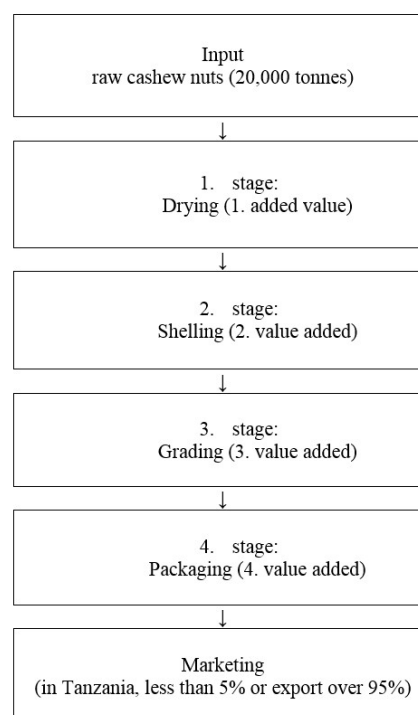 Input
raw cashew nuts (20,000 tonnes)
↓
1. stage:
Drying (1. added value)
↓
2. stage:
Shelling (2. value added)
↓
3. stage:
Grading (3. value added)
↓
4. stage:
Packaging (4. value added)
↓
Marketing
(in Tanzania, less than 5% or export over 95%)